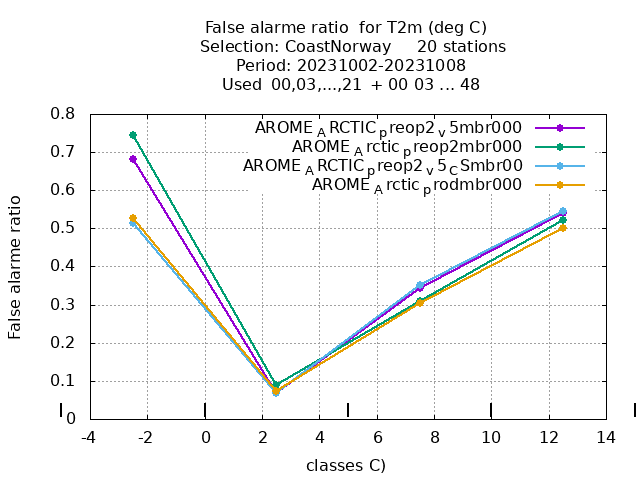 False alarme ratio  for T2m (deg C)
Selection: CoastNorway     20 stations
Period: 20231002-20231008
Used  00,03,...,21  + 00 03 ... 48
AROME_ARCTIC_preop2_v5mbr000
AROME_Arctic_preop2mbr000
AROME_ARCTIC_preop2_v5_CSmbr00
AROME_Arctic_prodmbr000
False alarme ratio
0.8
0.7
0.6
0.5
0.4
0.3
0.2
0.1
0
-4 -2 0 2 4 6 8 10 12 14
classes C)